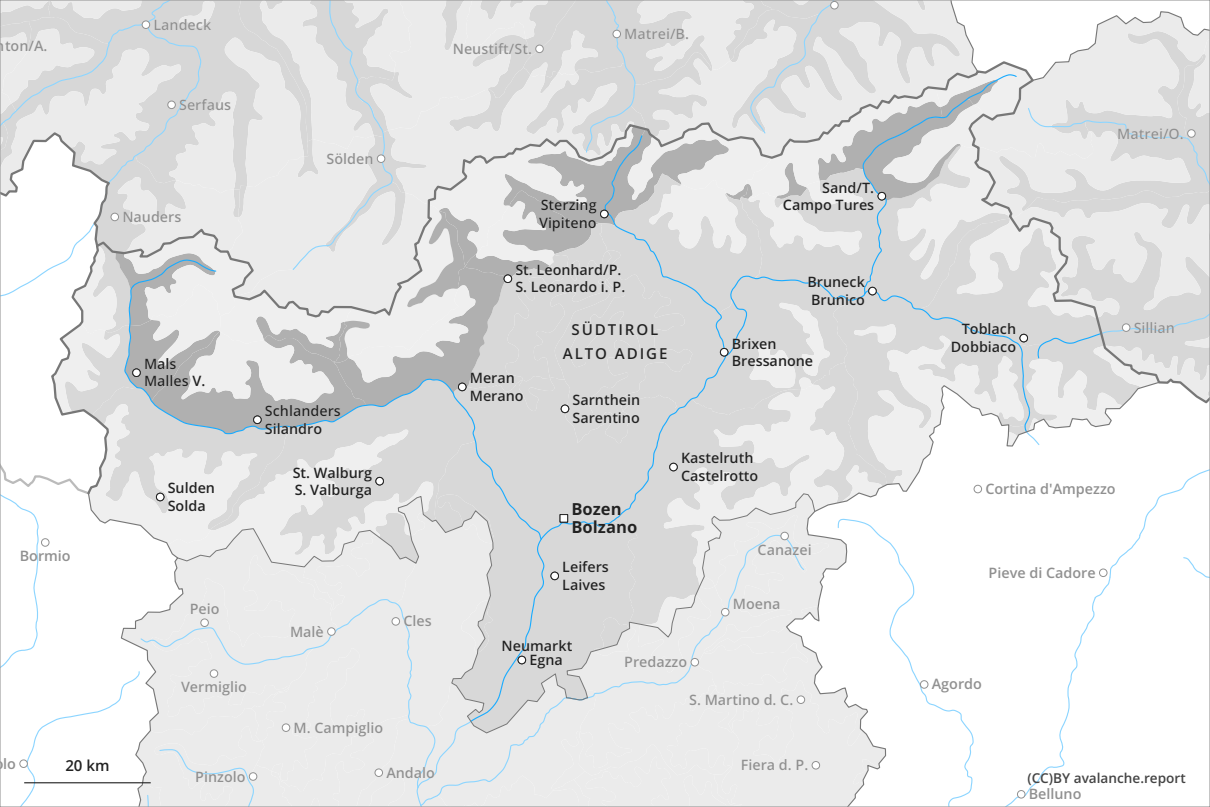 Landeck
nton/A.
Neustift/St.
Matrei/B.
Serfaus
Matrei/O.
Sölden
Nauders
Sand/T.
Campo Tures
Sterzing
Vipiteno
St. Leonhard/P.
S. Leonardo i. P.
Bruneck
Brunico
SÜDTIROL
ALTO ADIGE
Toblach
Dobbiaco
Sillian
Brixen
Bressanone
Mals
Malles V.
Meran
Merano
Schlanders
Silandro
Sarnthein
Sarentino
St. Walburg
S. Valburga
Kastelruth
Castelrotto
Sulden
Solda
Cortina d'Ampezzo
Bozen
Bolzano
Bormio
Canazei
Leifers
Laives
Pieve di Cadore
Peio
Moena
Malè
Cles
Neumarkt
Egna
Predazzo
Vermiglio
Agordo
S. Martino d. C.
M. Campiglio
olo
20 km
Pinzolo
Andalo
Fiera d. P.
(CC)BY avalanche.report
Belluno